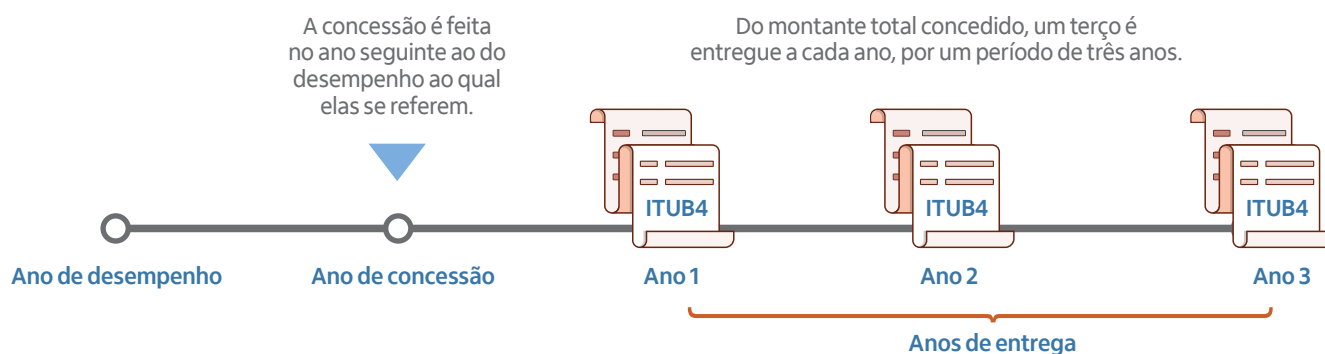 A concessão é feita
no ano seguinte ao do
desempenho ao qual
elas se referem.
Do montante total concedido, um terço é
entregue a cada ano, por um período de três anos.
ITUB4
ITUB4
ITUB4
Ano de desempenho
Ano de concessão
Ano 1
Ano 2
Ano 3
Anos de entrega